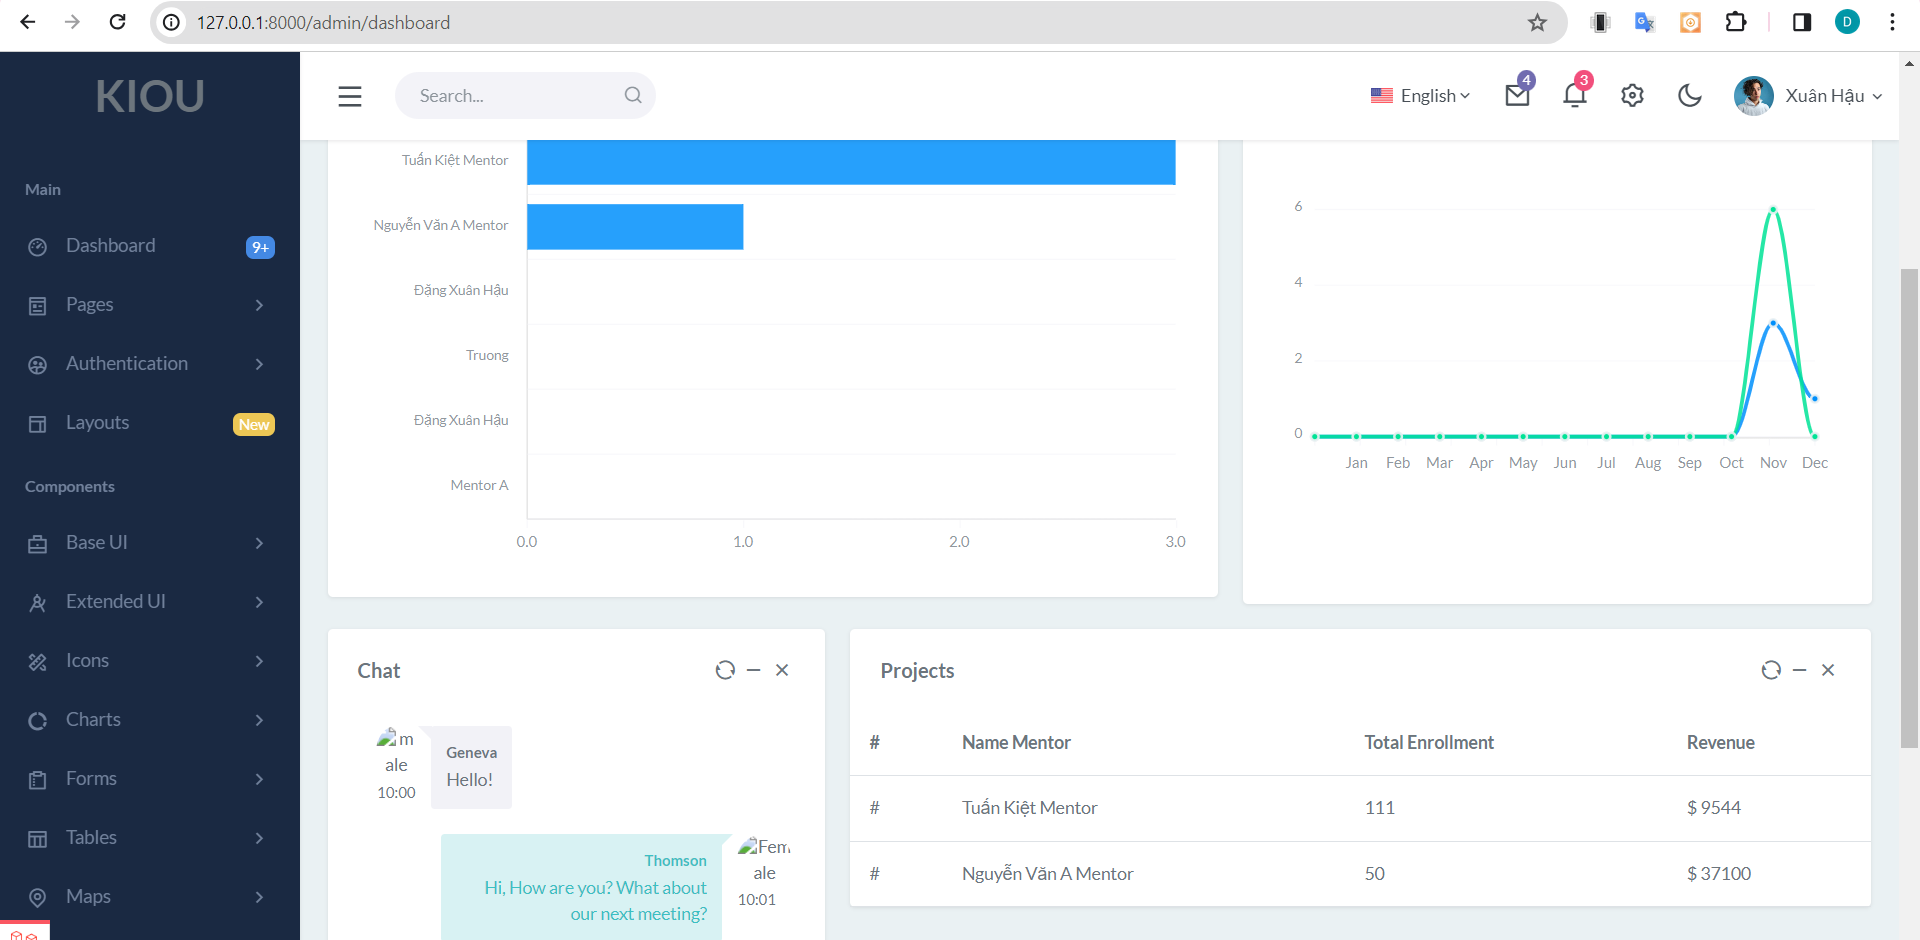 127.0.0.1:8000/admin/dashboard
D
KIOU
Search...
English
4
3
Xuân Hậu
Main
Dashboard
9+
Pages
Authentication
Layouts
New
Components
Base UI
Extended UI
Icons
Charts
Forms
Tables
Maps
Tuấn Kiệt Mentor
Nguyễn Văn A Mentor
Đặng Xuân Hậu
Truong
Đặng Xuân Hậu
Mentor A
0.0 1.0 2.0 3.0
6
4
2
0
Jan Feb Mar Apr May Jun Jul Aug Sep Oct Nov Dec
Chat
m
ale
10:00
Geneva
Hello!
Thomson
Hi, How are you? What about
our next meeting?
Fem
ale
10:01
Projects
# Name Mentor Total Enrollment Revenue
# Tuấn Kiệt Mentor 111 $ 9544
# Nguyễn Văn A Mentor 50 $ 37100